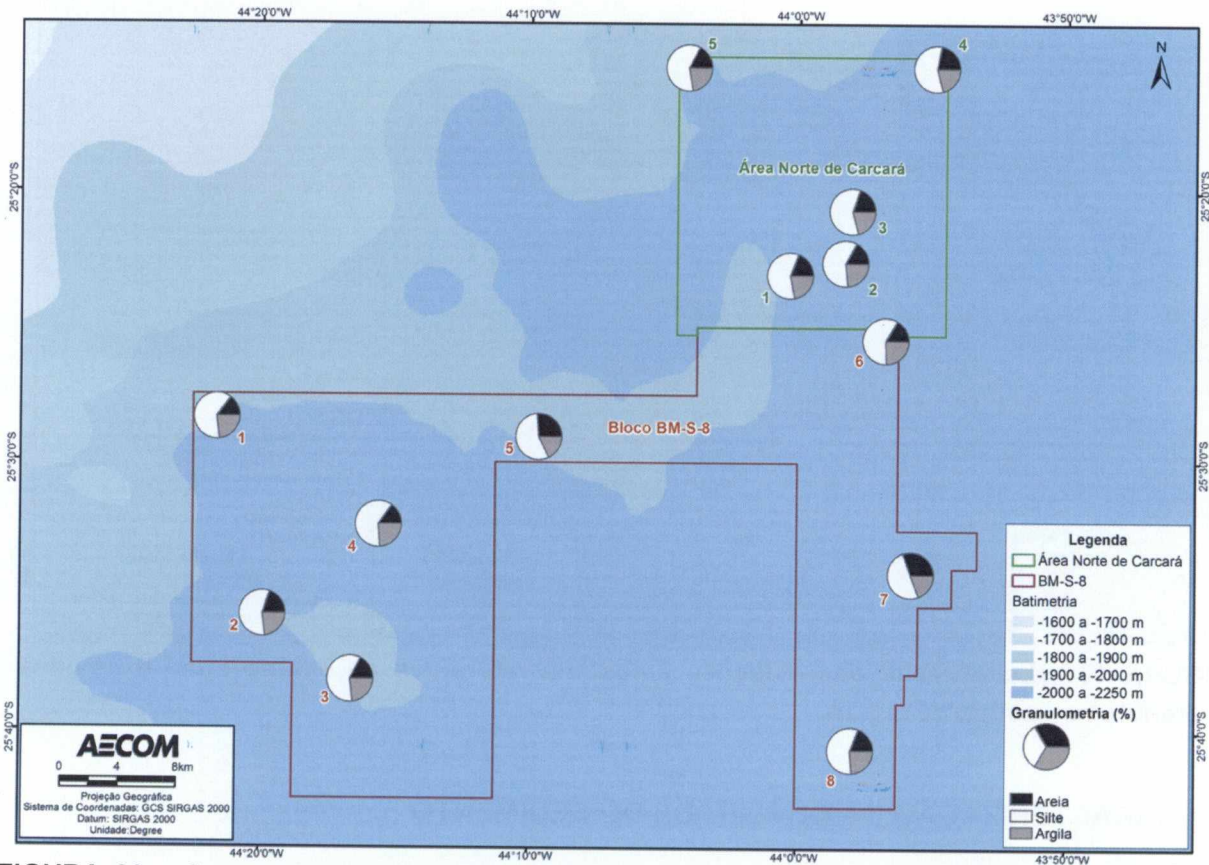 44°20'0"W
44°10'0"W
44°0'0"W
43°50'0"W
N
5
4
Área Norte de Carcará
3
2
1
25°20'0"S
25°20'0"S
6
1
5
Bloco BM-S-8
25°30'0"S
25°30'0"S
4
2
3
7
8
25°40'0"S
25°40'0"S
Legenda
Área Norte de Carcará
BM-S-8
Batimetria
-1600 a -1700 m
-1700 a -1800 m
-1800 a -1900 m
-1900 a -2000 m
-2000 a -2250 m
Granulometria (%)
Areia
Silte
Argila
AECOM
0 4 8km
Projeção Geográfica
Sistema de Coordenadas: GCS SIRGAS 2000
Datum: SIRGAS 2000
Unidade:Degree
44°20'0"W
44°10'0"W
44°0'0"W
43°50'0"W